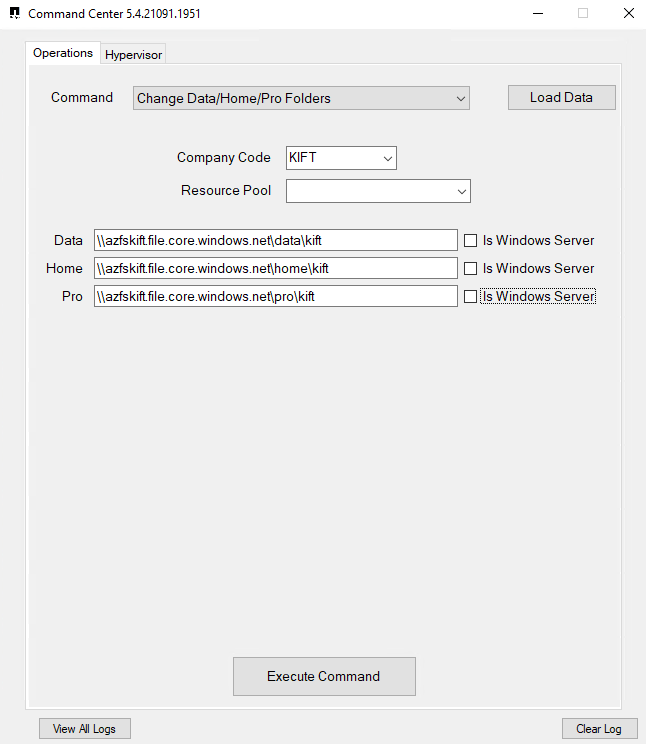 Command Center 5.4.21091.1951
Operations Hypervisor
Command Change Data/Home/Pro Folders Load Data
Company Code KIFT
Resource Pool
Data \\azfskift.file.core.windows.net\data\kift Is Windows Server
Home \\azfskift.file.core.windows.net\home\kift Is Windows Server
Pro \\azfskift.file.core.windows.net\pro\kift Is Windows Server
Execute Command
View All Logs Clear Log